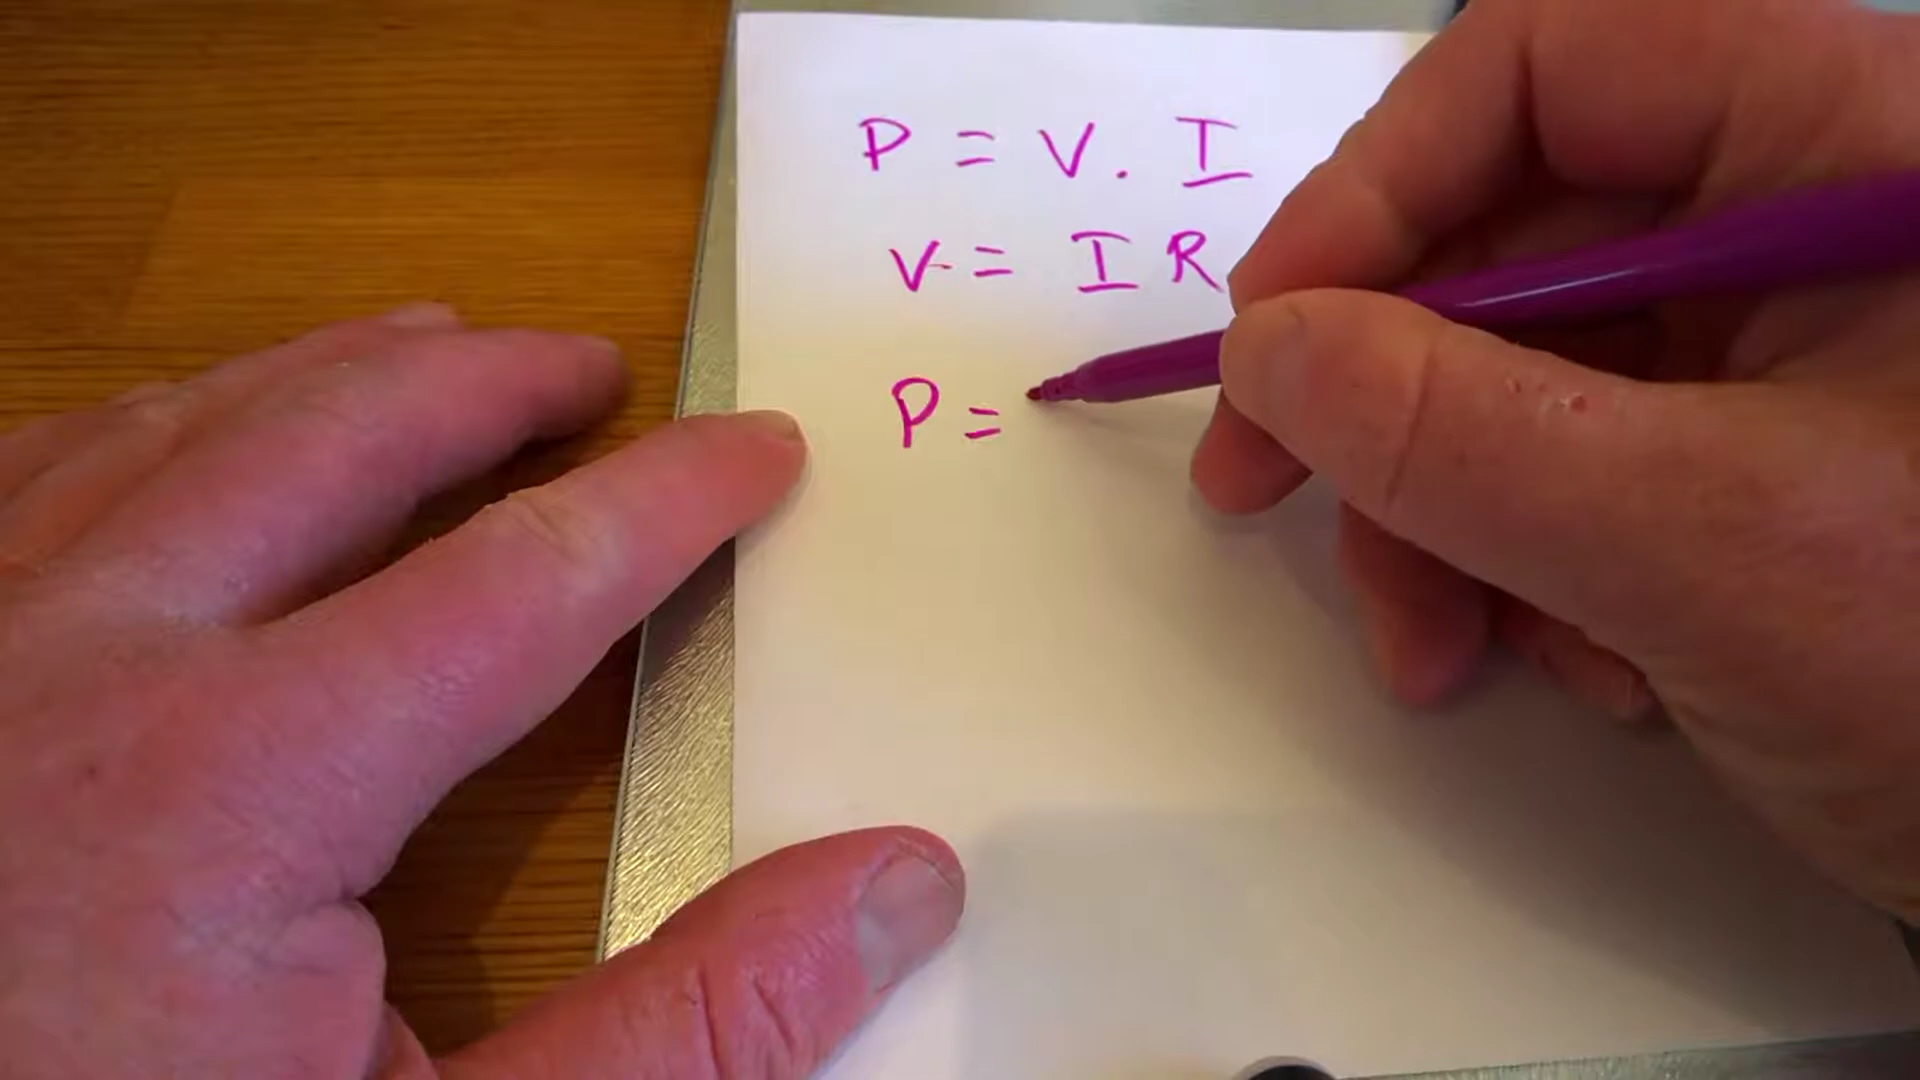 P = V. I
V = I R
P =